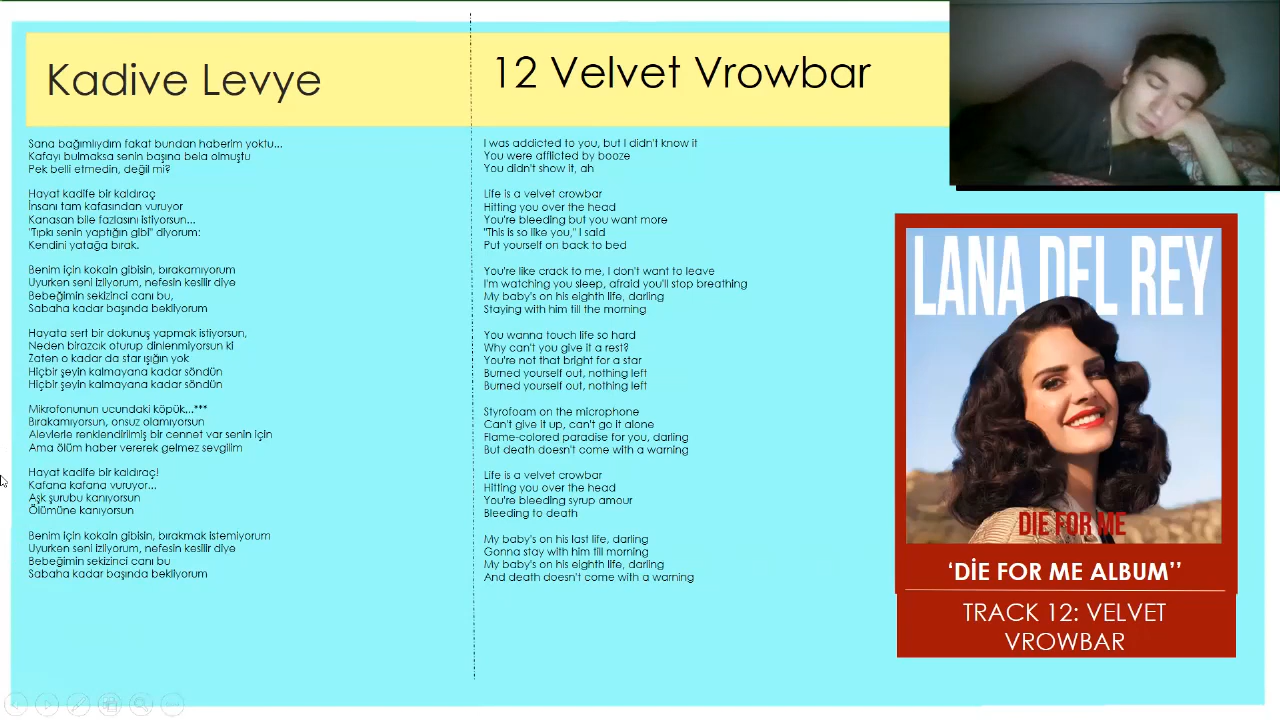 Kadive Levye
Sana bağımlıydım fakat bundan haberim yoktu...
Kafayı bulmaksa senin başına bela olmuştu
Pek belli etmedin, değil mi?
Hayat kadife bir kaldıraç
İnsanı tam kafasından vuruyor
Kanasan bile fazlasını istiyorsun...
"Tıpkı senin yaptığın gibi" diyorum:
Kendini yatağa bırak.
Benim için kokain gibisin, bırakamıyorum
Uyurken seni izliyorum, nefesin kesilir diye
Bebeğimin sekizinci canı bu,
Sabaha kadar başında bekliyorum
Hayata sert bir dokunuş yapmak istiyorsun,
Neden birazcık oturup dinlenmiyorsun ki
Zaten o kadar da star ışığın yok
Hiçbir şeyin kalmayana kadar söndün
Hiçbir şeyin kalmayana kadar söndün
Mikrofonunun ucundaki köpük...***
Bırakamıyorsun, onsuz olamıyorsun
Alevlerle renklendirilmiş bir cennet var senin için
Ama ölüm haber vererek gelmez sevgilim
Hayat kadife bir kaldıraç!
Kafana kafana vuruyor...
Aşk şurubu kanıyorsun
Ölümüne kanıyorsun
Benim için kokain gibisin, bırakmak istemiyorum
Uyurken seni izliyorum, nefesin kesilir diye
Bebeğimin sekizinci canı bu
Sabaha kadar başında bekliyorum
12 Velvet Vrowbar
I was addicted to you, but I didn't know it
You were afflicted by booze
You didn't show it, ah
Life is a velvet crowbar
Hitting you over the head
You're bleeding but you want more
"This is so like you," I said
Put yourself on back to bed
You're like crack to me, I don't want to leave
I'm watching you sleep, afraid you'll stop breathing
My baby's on his eighth life, darling
Staying with him till the morning
You wanna touch life so hard
Why can't you give it a rest?
You're not that bright for a star
Burned yourself out, nothing left
Burned yourself out, nothing left
Styrofoam on the microphone
Can't give it up, can't go it alone
Flame-colored paradise for you, darling
But death doesn't come with a warning
Life is a velvet crowbar
Hitting you over the head
You're bleeding syrup amour
Bleeding to death
My baby's on his last life, darling
Gonna stay with him till morning
My baby's on his eighth life, darling
And death doesn't come with a warning
LANA DEL REY
DIE FOR ME
'DİE FOR ME ALBUM''
TRACK 12: VELVET
VROWBAR